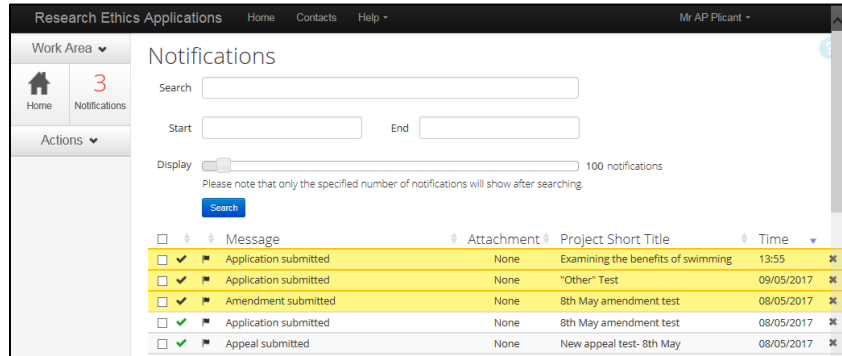 Research Ethics Applications Home Contacts Help Mr AP Plicant
Work Area
Home
3
Notifications
Actions
Notifications
Search
Start End
Display 100 notifications
Please note that only the specified number of notifications will show after searching.
Search
Message Attachment Project Short Title Time
Application submitted None Examining the benefits of swimming 13:55
Application submitted None "Other" Test 09/05/2017
Amendment submitted None 8th May amendment test 08/05/2017
Application submitted None 8th May amendment test 08/05/2017
Appeal submitted None New appeal test- 8th May 08/05/2017